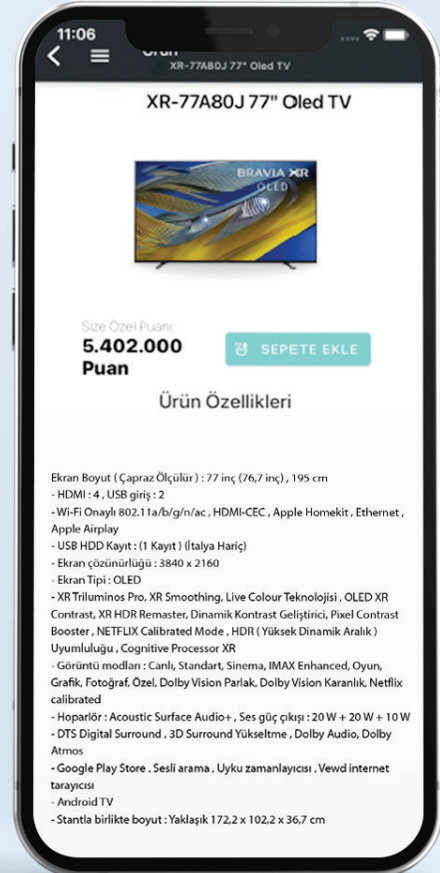 11:06
Ürün
XR-77A80J 77" Oled TV
XR-77A80J 77" Oled TV
BRAVIA XR
OLED
Size Özel Puanı:
5.402.000
Puan
SEPETE EKLE
Ürün Özellikleri
Ekran Boyut ( Çapraz Ölçülür ) : 77 inç (76,7 inç) , 195 cm
- HDMI : 4 , USB giriş : 2
- Wi-Fi Onaylı 802.11a/b/g/n/ac , HDMI-CEC , Apple Homekit , Ethernet ,
Apple Airplay
- USB HDD Kayıt : (1 Kayıt ) (İtalya Hariç)
- Ekran çözünürlüğü : 3840 x 2160
- Ekran Tipi : OLED
- XR Triluminos Pro, XR Smoothing, Live Colour Teknolojisi , OLED XR
Contrast, XR HDR Remaster, Dinamik Kontrast Geliştirici, Pixel Contrast
Booster , NETFLIX Calibrated Mode , HDR ( Yüksek Dinamik Aralık )
Uyumluluğu , Cognitive Processor XR
- Görüntü modları : Canlı, Standart, Sinema, IMAX Enhanced, Oyun,
Grafik, Fotoğraf, Özel, Dolby Vision Parlak, Dolby Vision Karanlık, Netflix
calibrated
- Hoparlör : Acoustic Surface Audio+ , Ses güç çıkışı : 20 W + 20 W + 10 W
- DTS Digital Surround , 3D Surround Yükseltme , Dolby Audio, Dolby
Atmos
- Google Play Store , Sesli arama , Uyku zamanlayıcısı , Vewd internet
tarayıcısı
- Android TV
- Stantla birlikte boyut : Yaklaşık 172,2 x 102,2 x 36,7 cm